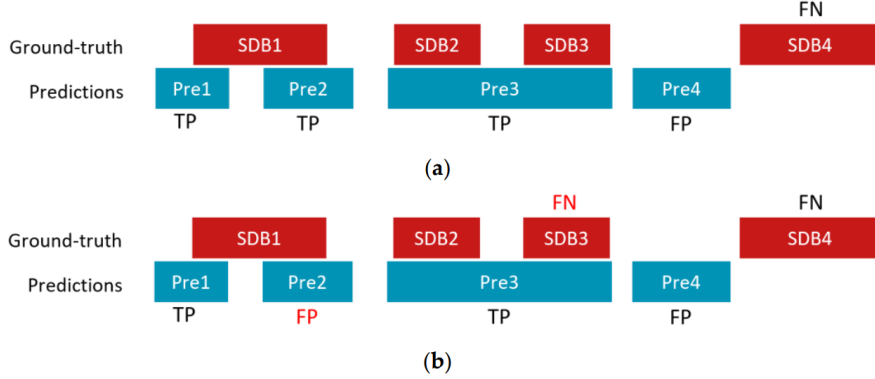 FN
Ground-truth SDB1 SDB2 SDB3 SDB4
Predictions Pre1 Pre2 Pre3 Pre4
TP TP TP FP
(a)
FN FN
Ground-truth SDB1 SDB2 SDB3 SDB4
Predictions Pre1 Pre2 Pre3 Pre4
TP FP TP FP
(b)